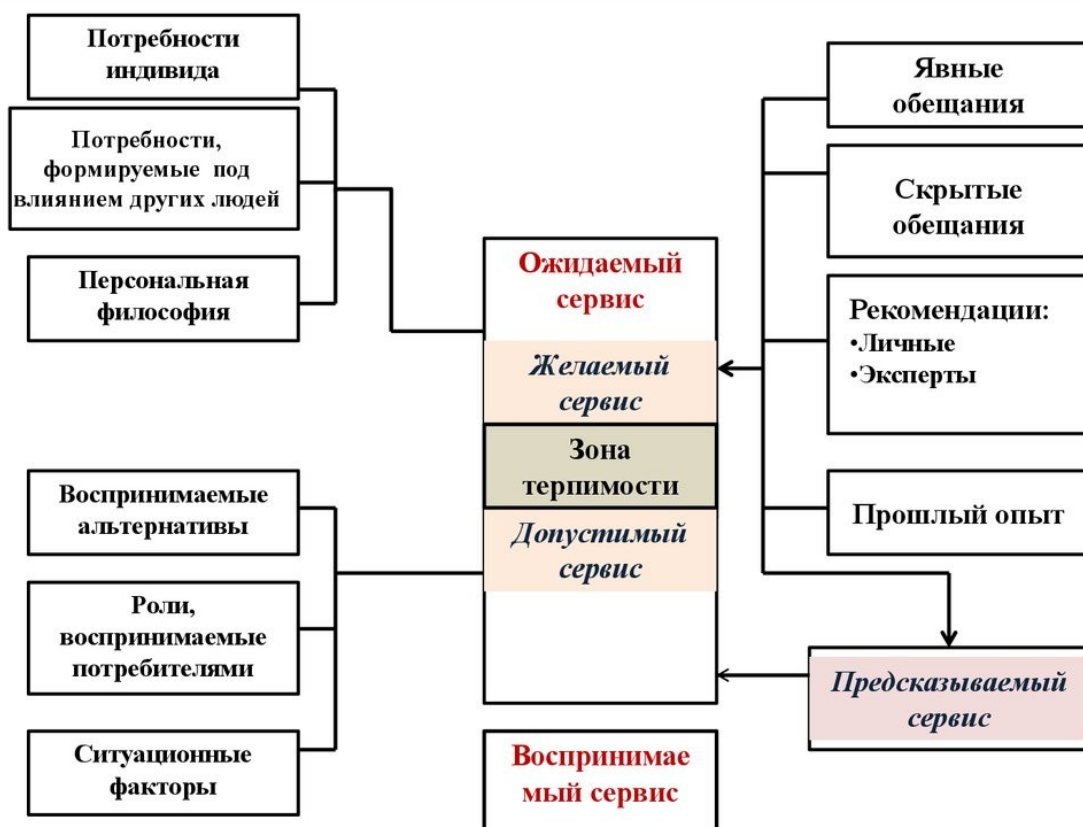 Потребности
индивида
Потребности,
формируемые под
влиянием других людей
Персональная
философия
Воспринимаемые
альтернативы
Роли,
воспринимаемые
потребителями
Ситуационные
факторы
Ожидаемый
сервис
Желаемый
сервис
Зона
терпимости
Допустимый
сервис
Воспринимае
мый сервис
Явные
обещания
Скрытые
обещания
Рекомендации:
•Личные
•Эксперты
Прошлый опыт
Предсказываемый
сервис